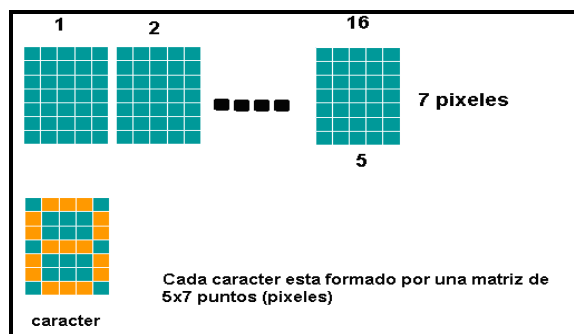 1 2 16
7 pixeles
5
Cada caracter esta formado por una matriz de
5x7 puntos (pixeles)
caracter